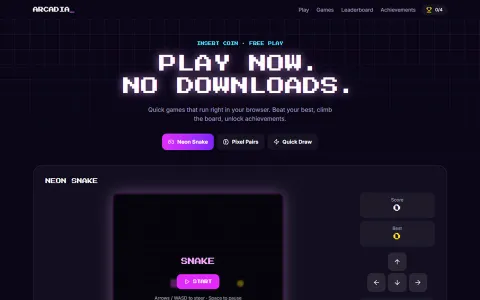 ARCADIA_
Play Games Leaderboard Achievements 0/4
INSERT COIN · FREE PLAY
PLAY NOW.
NO DOWNLOADS.
Quick games that run right in your browser. Beat your best, climb
the board, unlock achievements.
Neon Snake Pixel Pairs Quick Draw
NEON SNAKE
Score
0
Best
0
SNAKE
START
Arrows / WASD to steer · Space to pause